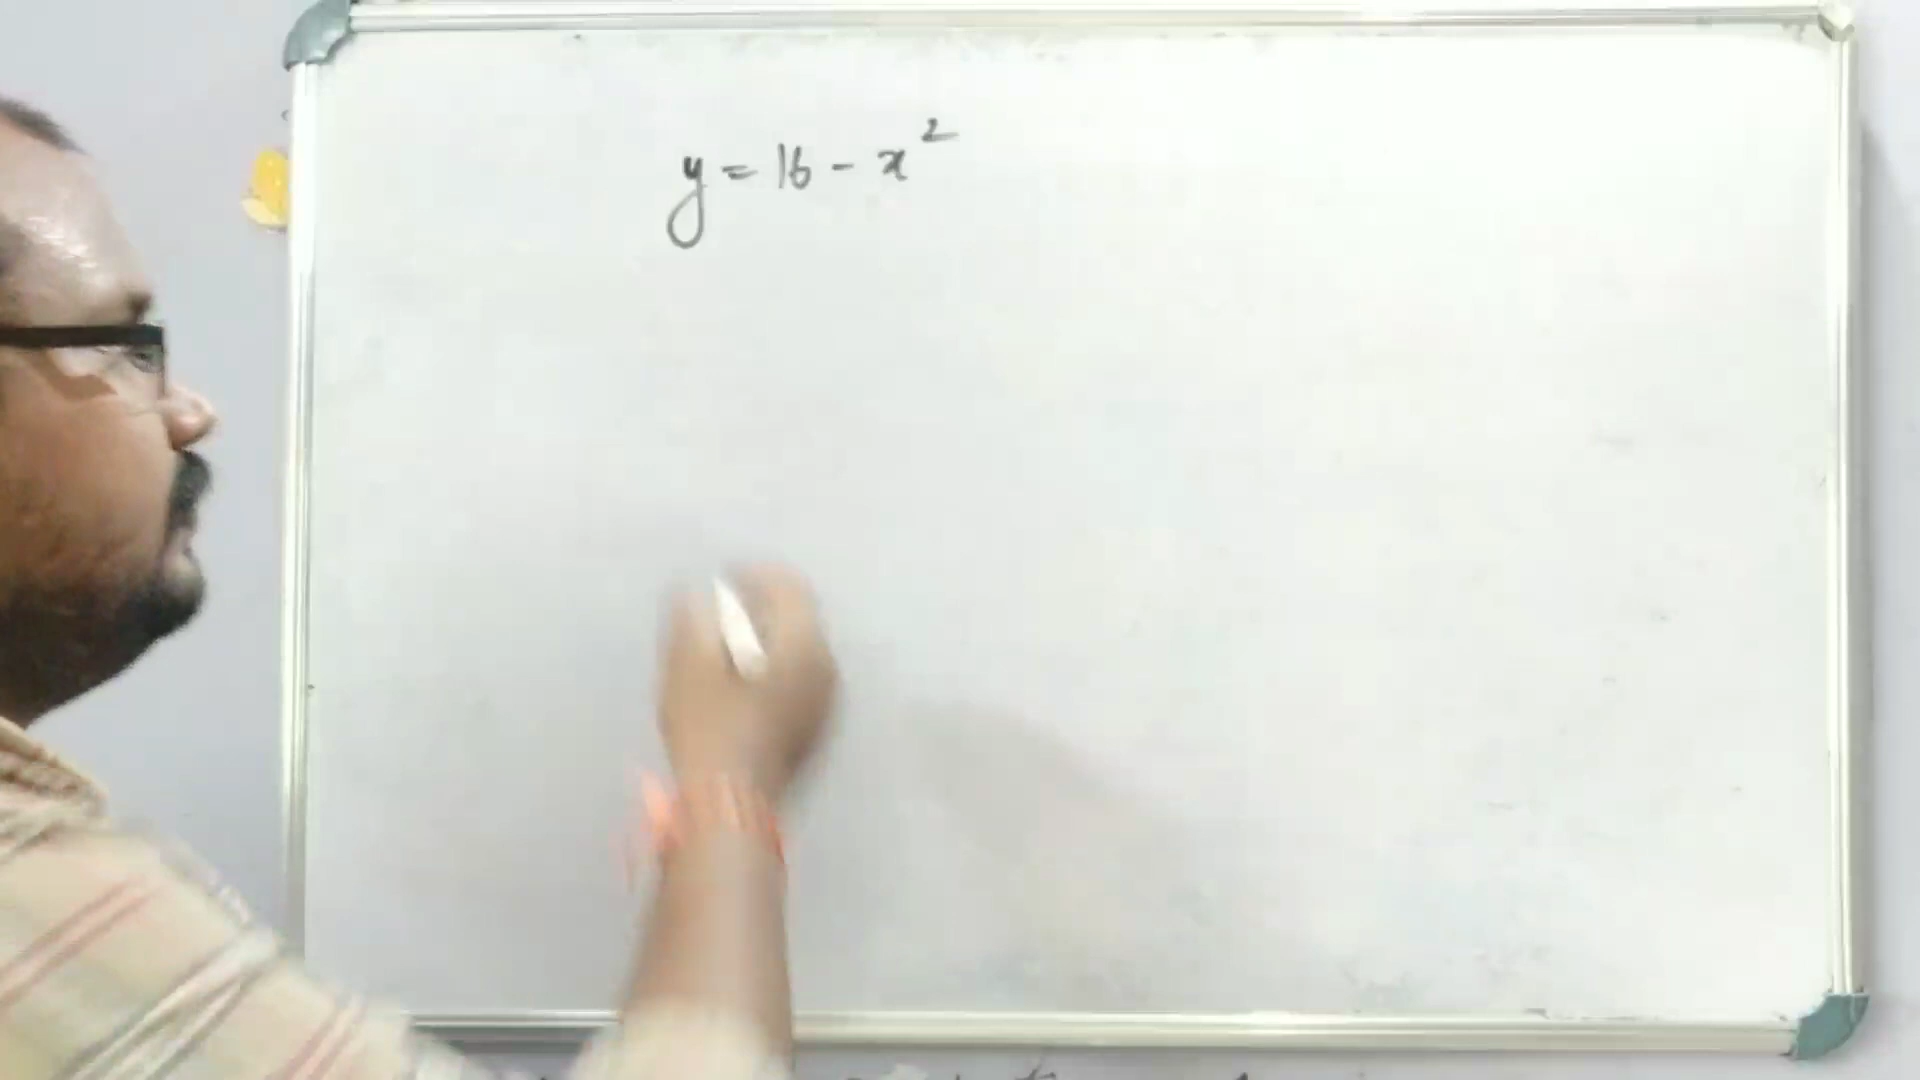 y = 16 - x²